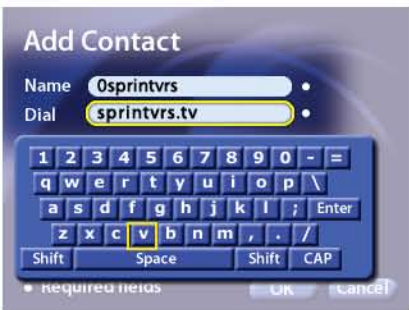 Add Contact
Name 0sprintvrs •
Dial sprintvrs.tv •
1 2 3 4 5 6 7 8 9 0 - =
q w e r t y u i o p \
a s d f g h j k l ; Enter
z x c v b n m , . /
Shift Space Shift CAP
• Required fields OK Cancel